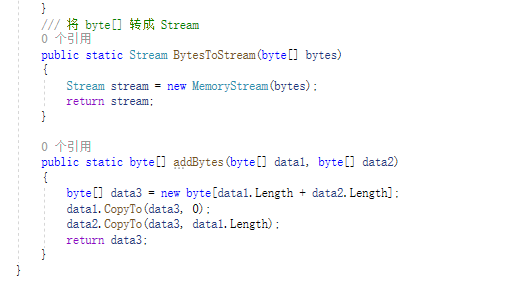 }
/// 将 byte[] 转成 Stream
0 个引用
public static Stream BytesToStream(byte[] bytes)
{
Stream stream = new MemoryStream(bytes);
return stream;
}
0 个引用
public static byte[] addBytes(byte[] data1, byte[] data2)
{
byte[] data3 = new byte[data1.Length + data2.Length];
data1.CopyTo(data3, 0);
data2.CopyTo(data3, data1.Length);
return data3;
}
}